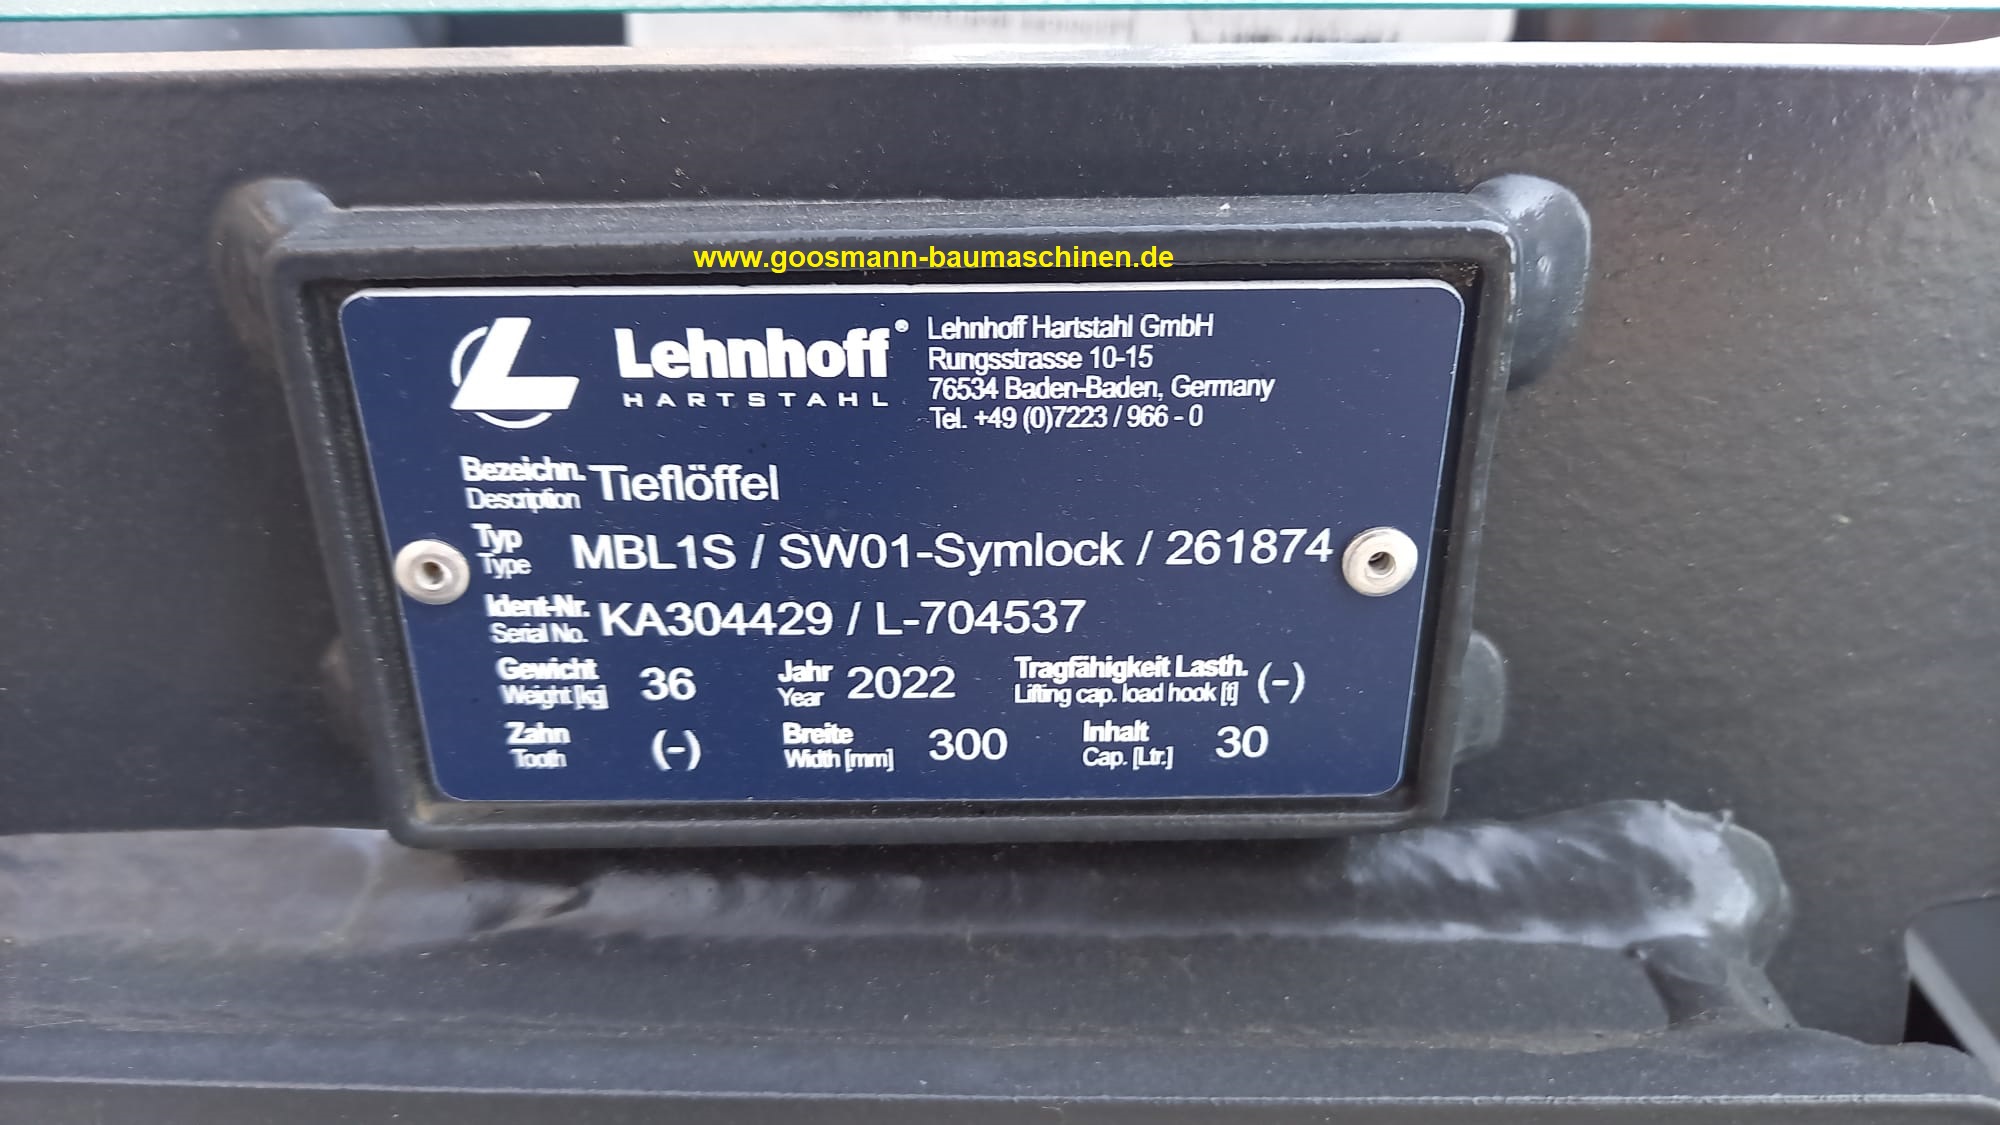 www.goosmann-baumaschinen.de
Lehnhoff®
HARTSTAHL
Lehnhoff Hartstahl GmbH
Rungsstrasse 10-15
76534 Baden-Baden, Germany
Tel. +49 (0)7223 / 966 - 0
Bezeichn. Tieflöffel
Description
Typ MBL1S / SW01-Symlock / 261874
Type
Ident-Nr. KA304429 / L-704537
Serial No.
Gewicht 36 Jahr 2022 Tragfähigkeit Lasth. (-)
Weight [kg] Year Lifting cap. load hook [t]
Zahn (-) Breite 300 Inhalt 30
Tooth Width [mm] Cap. [Ltr.]